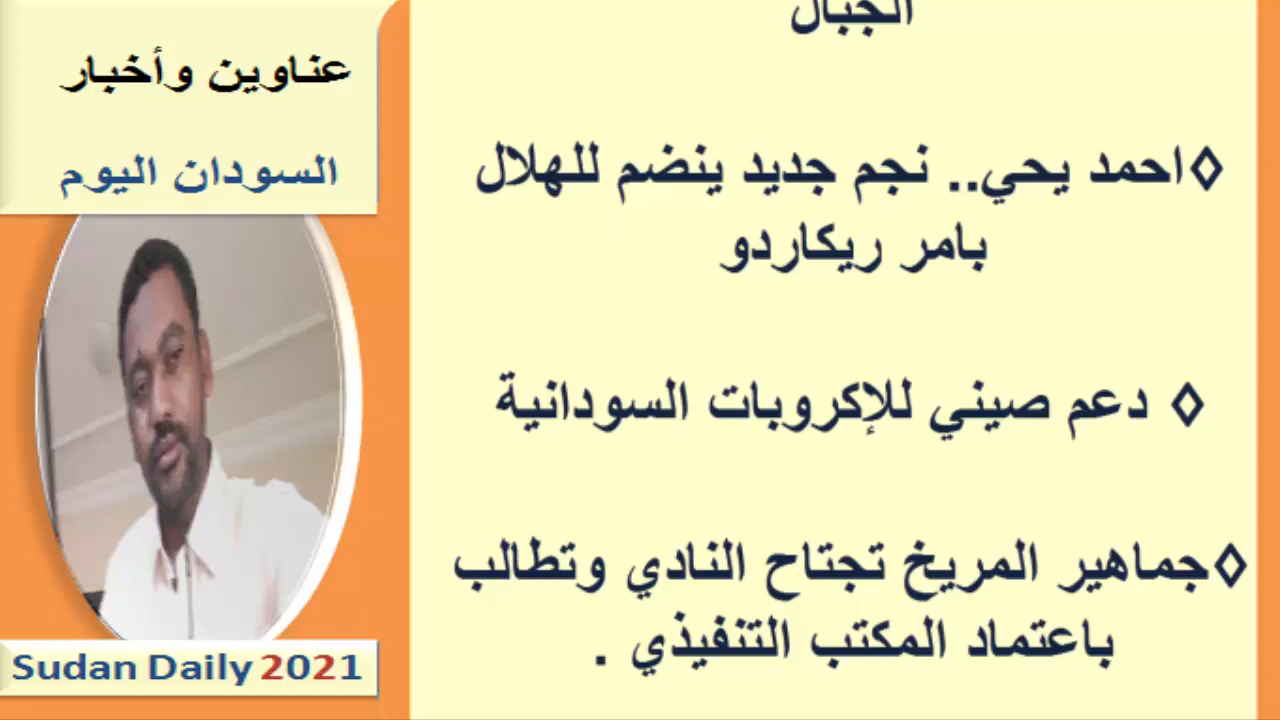 عناوين وأخبار
السودان اليوم
Sudan Daily 2021
الجبال
◊احمد يحي.. نجم جديد ينضم للهلال
بامر ريكاردو
◊ دعم صيني للإكروبات السودانية
◊جماهير المريخ تجتاح النادي وتطالب
باعتماد المكتب التنفيذي .